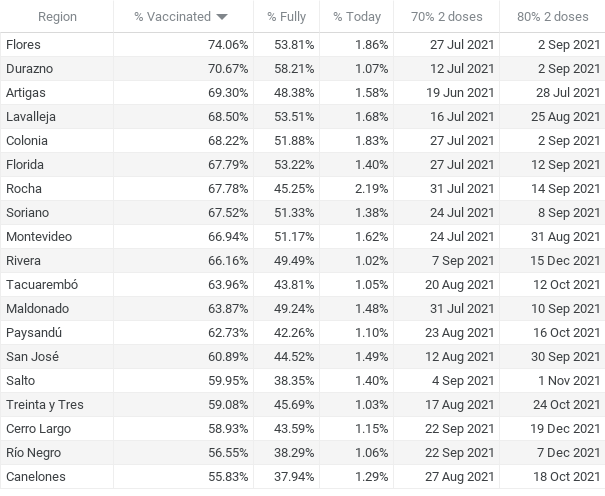 Region % Vaccinated % Fully % Today 70% 2 doses 80% 2 doses
Flores 74.06% 53.81% 1.86% 27 Jul 2021 2 Sep 2021
Durazno 70.67% 58.21% 1.07% 12 Jul 2021 2 Sep 2021
Artigas 69.30% 48.38% 1.58% 19 Jun 2021 28 Jul 2021
Lavalleja 68.50% 53.51% 1.68% 16 Jul 2021 25 Aug 2021
Colonia 68.22% 51.88% 1.83% 27 Jul 2021 2 Sep 2021
Florida 67.79% 53.22% 1.40% 27 Jul 2021 12 Sep 2021
Rocha 67.78% 45.25% 2.19% 31 Jul 2021 14 Sep 2021
Soriano 67.52% 51.33% 1.38% 24 Jul 2021 8 Sep 2021
Montevideo 66.94% 51.17% 1.62% 24 Jul 2021 31 Aug 2021
Rivera 66.16% 49.49% 1.02% 7 Sep 2021 15 Dec 2021
Tacuarembó 63.96% 43.81% 1.05% 20 Aug 2021 12 Oct 2021
Maldonado 63.87% 49.24% 1.48% 31 Jul 2021 10 Sep 2021
Paysandú 62.73% 42.26% 1.10% 23 Aug 2021 16 Oct 2021
San José 60.89% 44.52% 1.49% 12 Aug 2021 30 Sep 2021
Salto 59.95% 38.35% 1.40% 4 Sep 2021 1 Nov 2021
Treinta y Tres 59.08% 45.69% 1.03% 17 Aug 2021 24 Oct 2021
Cerro Largo 58.93% 43.59% 1.15% 22 Sep 2021 19 Dec 2021
Río Negro 56.55% 38.29% 1.06% 22 Sep 2021 7 Dec 2021
Canelones 55.83% 37.94% 1.29% 27 Aug 2021 18 Oct 2021